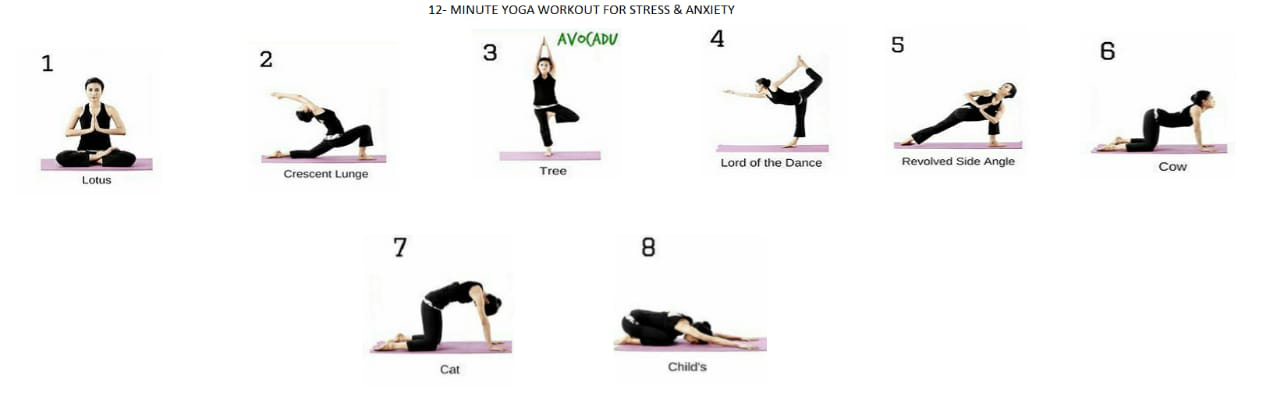 12- MINUTE YOGA WORKOUT FOR STRESS & ANXIETY
AVOCADU
1
2
3
4
5
6
Lotus
Crescent Lunge
Tree
Lord of the Dance
Revolved Side Angle
Cow
7
8
Cat
Child's